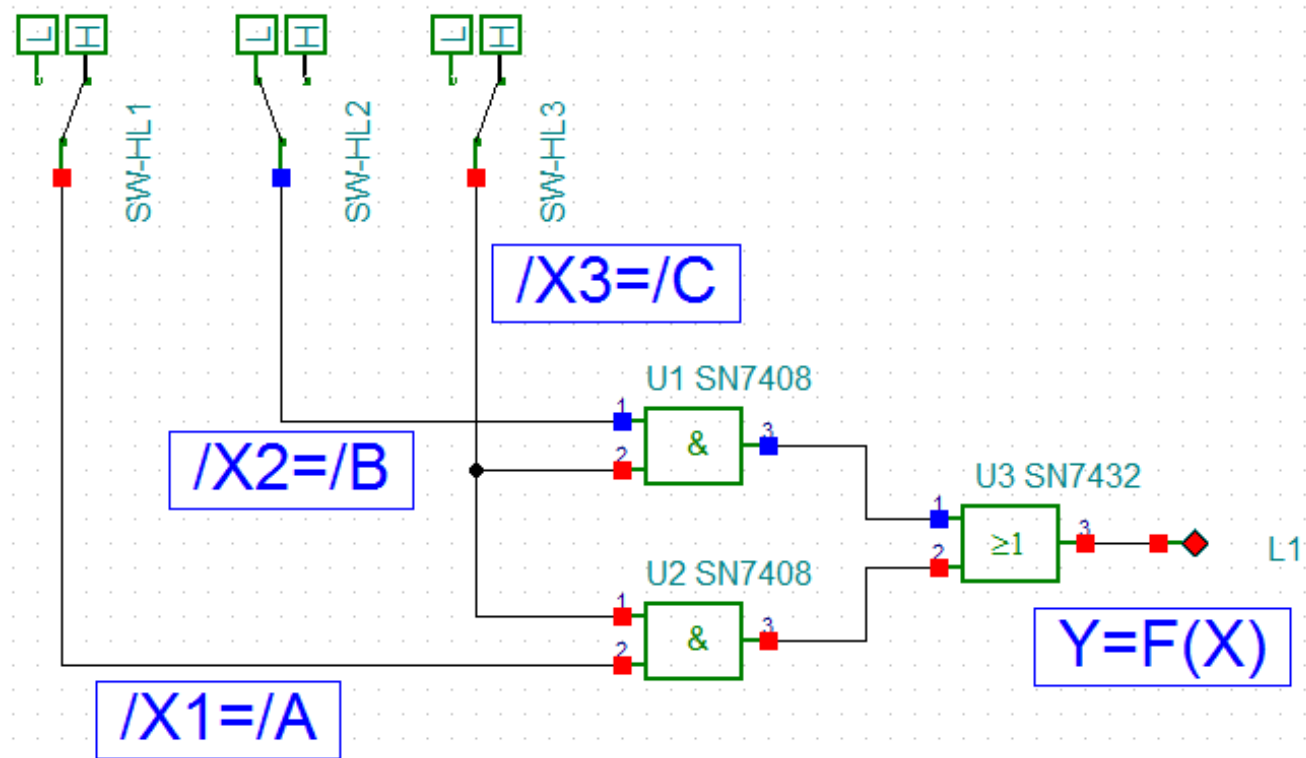 L H L H L H
SW-HL1
SW-HL2
SW-HL3
/X3=/C
U1 SN7408
1
2
&
3
/X2=/B
U3 SN7432
1
2
≥1
3
L1
U2 SN7408
1
2
&
3
Y=F(X)
/X1=/A